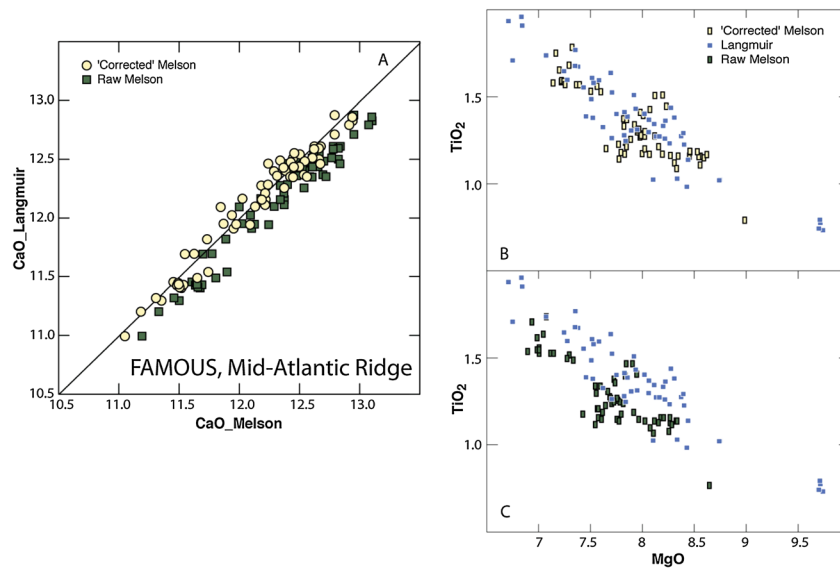 A
'Corrected' Melson
Raw Melson
13.0
12.5
12.0
11.5
11.0
10.5
CaO_Langmuir
FAMOUS, Mid-Atlantic Ridge
10.5 11.0 11.5 12.0 12.5 13.0
CaO_Melson
'Corrected' Melson
Langmuir
Raw Melson
TiO2
1.5
1.0
B
TiO2
1.5
1.0
C
7 7.5 8 8.5 9 9.5
MgO